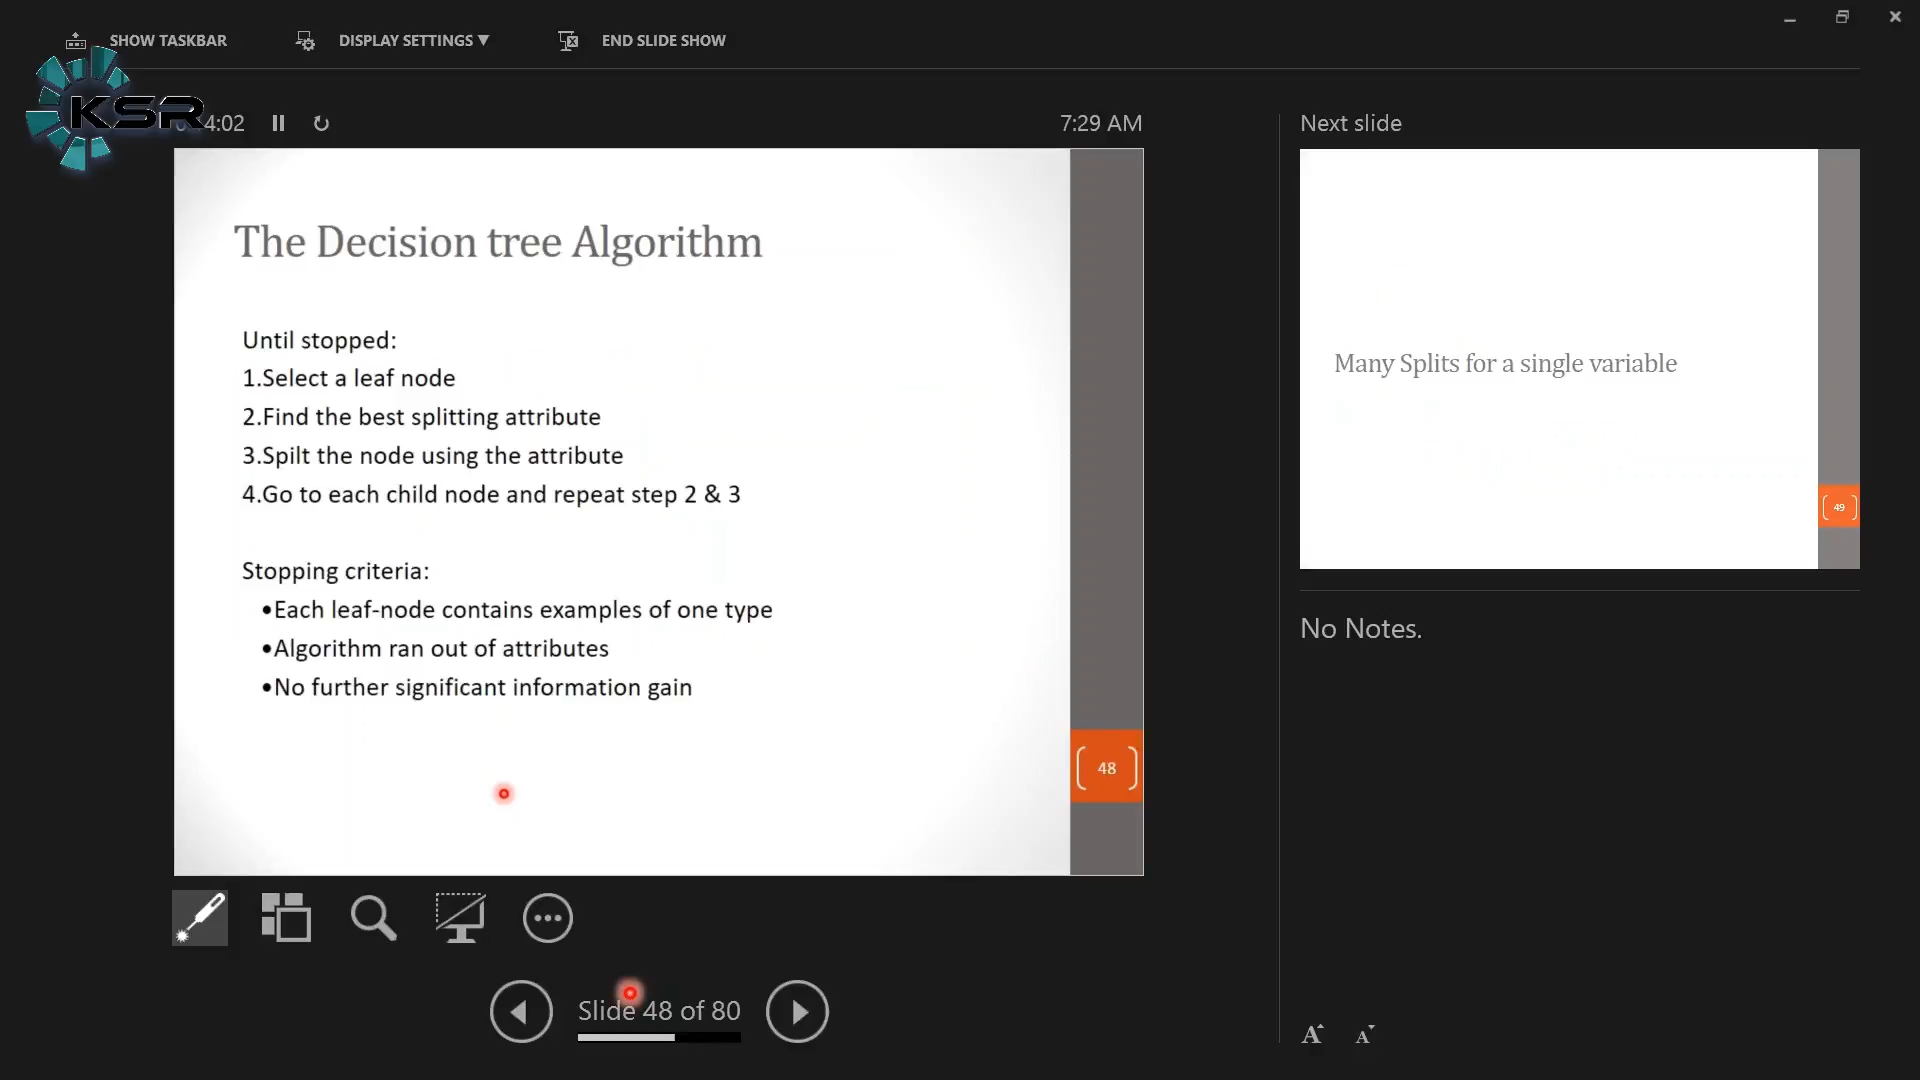 SHOW TASKBAR
DISPLAY SETTINGS ▼
END SLIDE SHOW
KSR
4:02
7:29 AM
Next slide
The Decision tree Algorithm
Until stopped:
1.Select a leaf node
2.Find the best splitting attribute
3.Spilt the node using the attribute
4.Go to each child node and repeat step 2 & 3
Stopping criteria:
•Each leaf-node contains examples of one type
•Algorithm ran out of attributes
•No further significant information gain
48
Many Splits for a single variable
49
No Notes.
Slide 48 of 80
A A